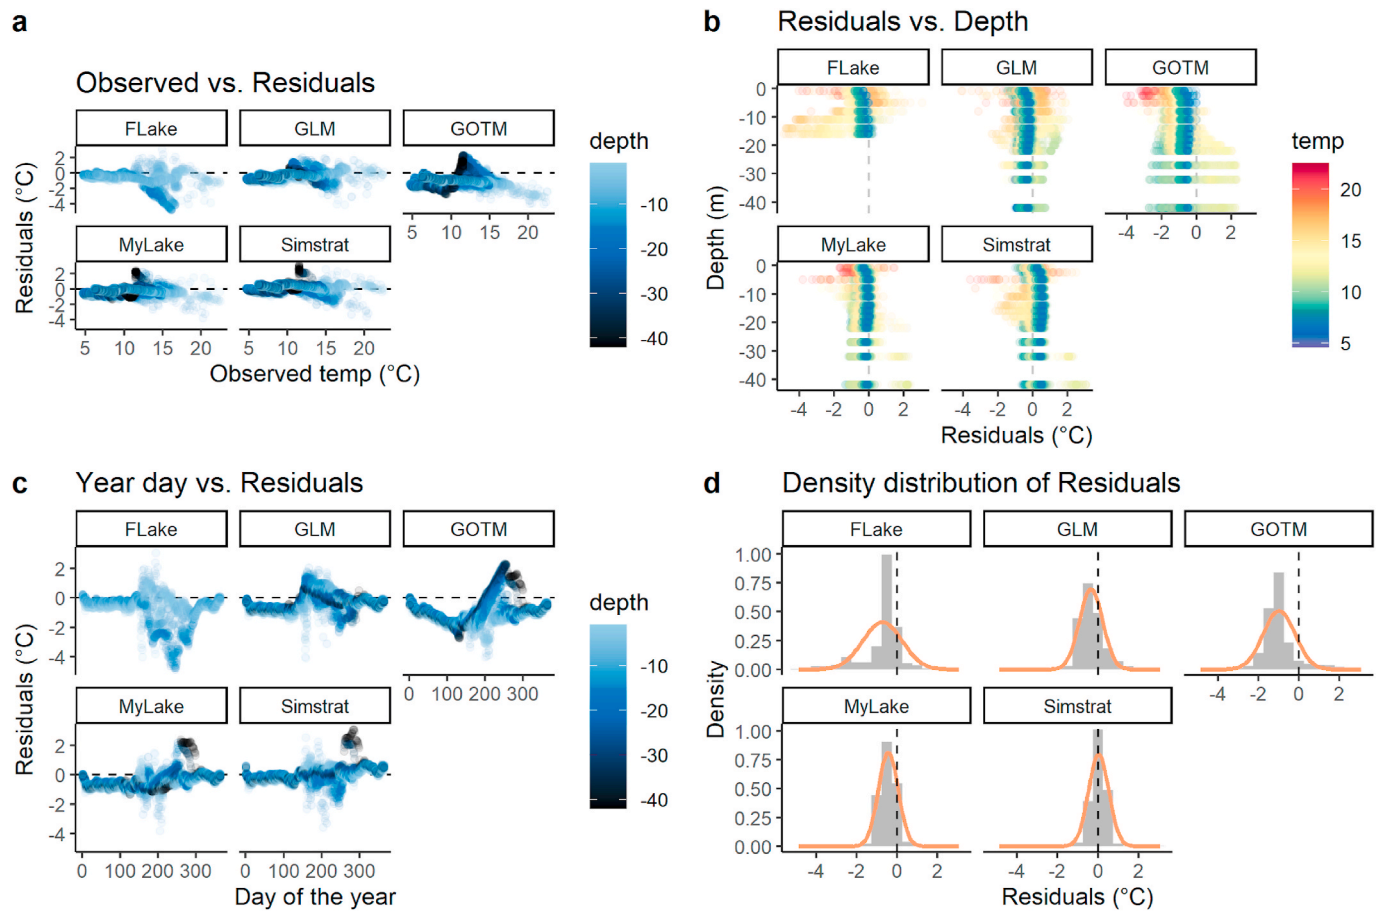 a
Observed vs. Residuals
FLake GLM GOTM
2
0
-2
-4
5 10 15 20
MyLake Simstrat
2
0
-2
-4
5 10 15 20 5 10 15 20
Residuals (°C)
Observed temp (°C)
depth
-10
-20
-30
-40
b
Residuals vs. Depth
FLake GLM GOTM
0
-10
-20
-30
-40
-4 -2 0 2
MyLake Simstrat
0
-10
-20
-30
-40
-4 -2 0 2 -4 -2 0 2
Depth (m)
Residuals (°C)
temp
20
15
10
5
c
Year day vs. Residuals
FLake GLM GOTM
2
0
-2
-4
0 100 200 300
MyLake Simstrat
2
0
-2
-4
0 100 200 300 0 100 200 300
Residuals (°C)
Day of the year
depth
-10
-20
-30
-40
d
Density distribution of Residuals
FLake GLM GOTM
1.00
0.75
0.50
0.25
0.00
-4 -2 0 2
MyLake Simstrat
1.00
0.75
0.50
0.25
0.00
-4 -2 0 2 -4 -2 0 2
Density
Residuals (°C)